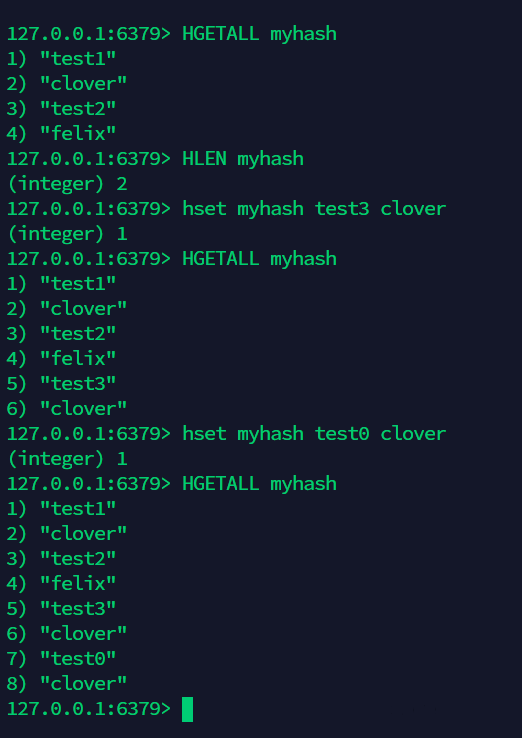 127.0.0.1:6379> HGETALL myhash
1) "test1"
2) "clover"
3) "test2"
4) "felix"
127.0.0.1:6379> HLEN myhash
(integer) 2
127.0.0.1:6379> hset myhash test3 clover
(integer) 1
127.0.0.1:6379> HGETALL myhash
1) "test1"
2) "clover"
3) "test2"
4) "felix"
5) "test3"
6) "clover"
127.0.0.1:6379> hset myhash test0 clover
(integer) 1
127.0.0.1:6379> HGETALL myhash
1) "test1"
2) "clover"
3) "test2"
4) "felix"
5) "test3"
6) "clover"
7) "test0"
8) "clover"
127.0.0.1:6379>